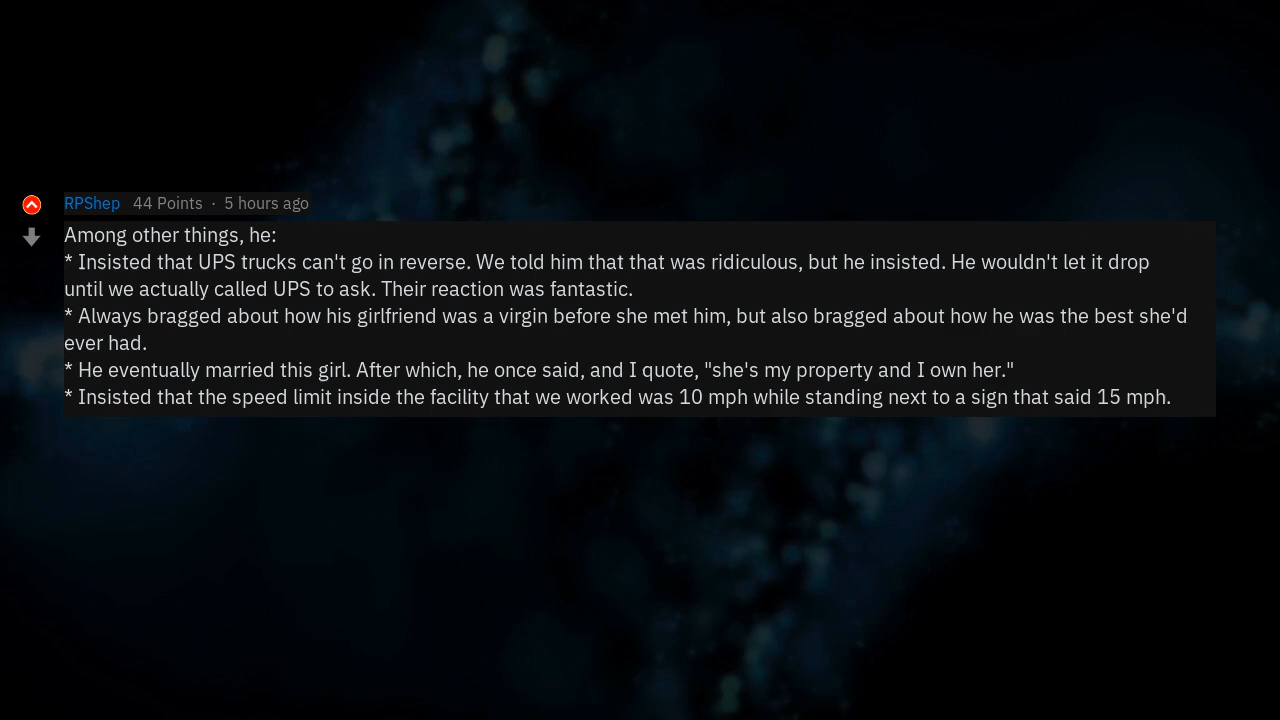 RPShep 44 Points · 5 hours ago
Among other things, he:
* Insisted that UPS trucks can't go in reverse. We told him that that was ridiculous, but he insisted. He wouldn't let it drop
until we actually called UPS to ask. Their reaction was fantastic.
* Always bragged about how his girlfriend was a virgin before she met him, but also bragged about how he was the best she'd
ever had.
* He eventually married this girl. After which, he once said, and I quote, "she's my property and I own her."
* Insisted that the speed limit inside the facility that we worked was 10 mph while standing next to a sign that said 15 mph.